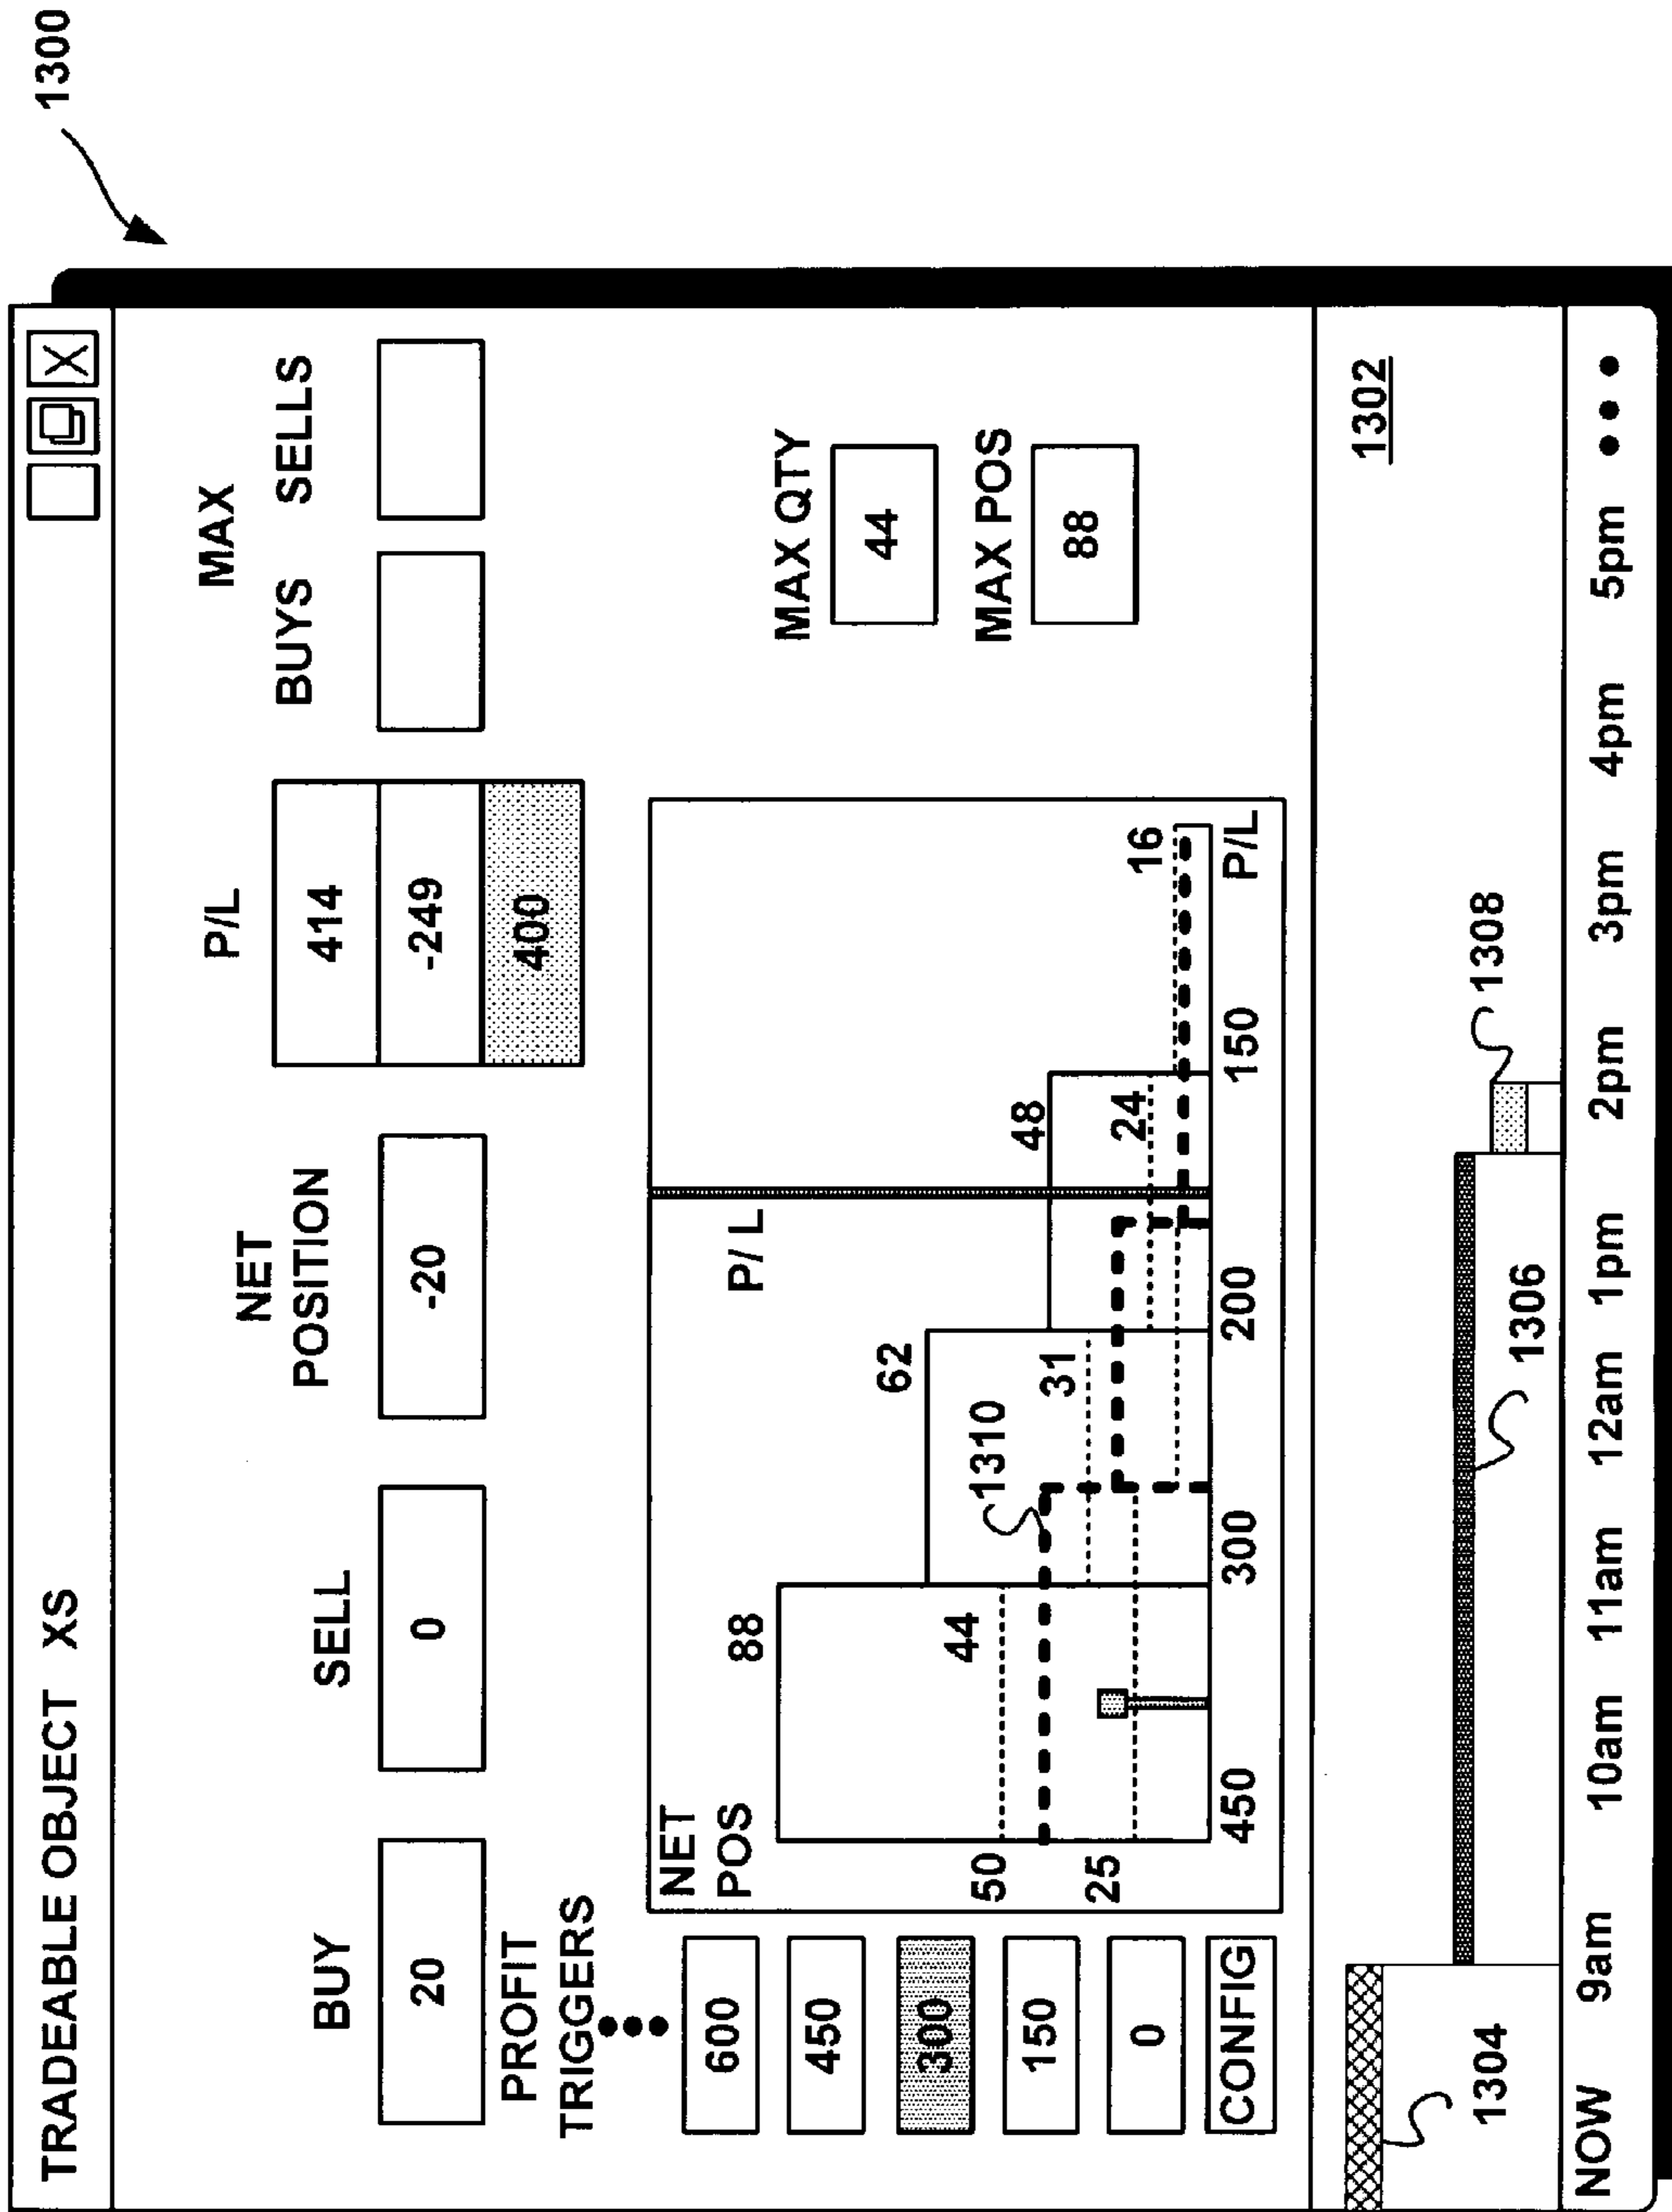 1300
TRADEABLE OBJECT XS
X
MAX
BUY SELL NET POSITION P/L BUYS SELLS
20 0 -20 414
-249
400
PROFIT TRIGGERS
600
450
300
150
0
CONFIG
NET POS
P/ L
88
62
48
50
44
1310
31
25
24
16
450 300 200 150 P/L
MAX QTY
44
MAX POS
88
1302
1304
1306
1308
NOW 9am 10am 11am 12am 1pm 2pm 3pm 4pm 5pm